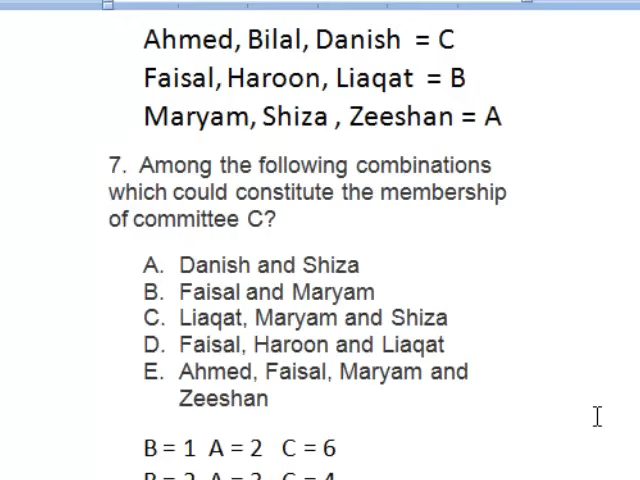 Ahmed, Bilal, Danish = C
Faisal, Haroon, Liaqat = B
Maryam, Shiza , Zeeshan = A
7. Among the following combinations
which could constitute the membership
of committee C?
A. Danish and Shiza
B. Faisal and Maryam
C. Liaqat, Maryam and Shiza
D. Faisal, Haroon and Liaqat
E. Ahmed, Faisal, Maryam and
Zeeshan
B = 1 A = 2 C = 6